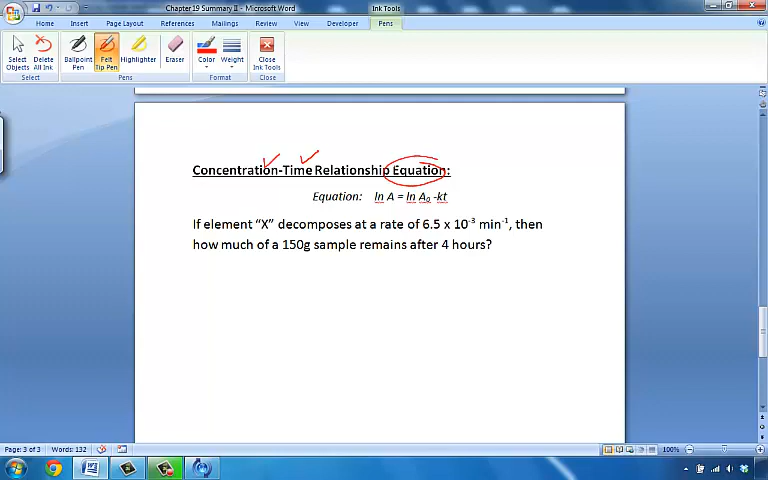 Chapter 19 Summary II - Microsoft Word
Ink Tools
Home Insert Page Layout References Mailings Review View Developer Pens
Select Objects
Delete All Ink
Ballpoint Pen
Felt Tip Pen
Highlighter
Eraser
Color
Weight
Close Ink Tools
Select Pens Format Close
Concentration-Time Relationship Equation:
Equation: ln A = ln A₀ -kt
If element “X” decomposes at a rate of 6.5 x 10⁻³ min⁻¹, then
how much of a 150g sample remains after 4 hours?
Page: 3 of 3 Words: 132 100%
6:50 PM